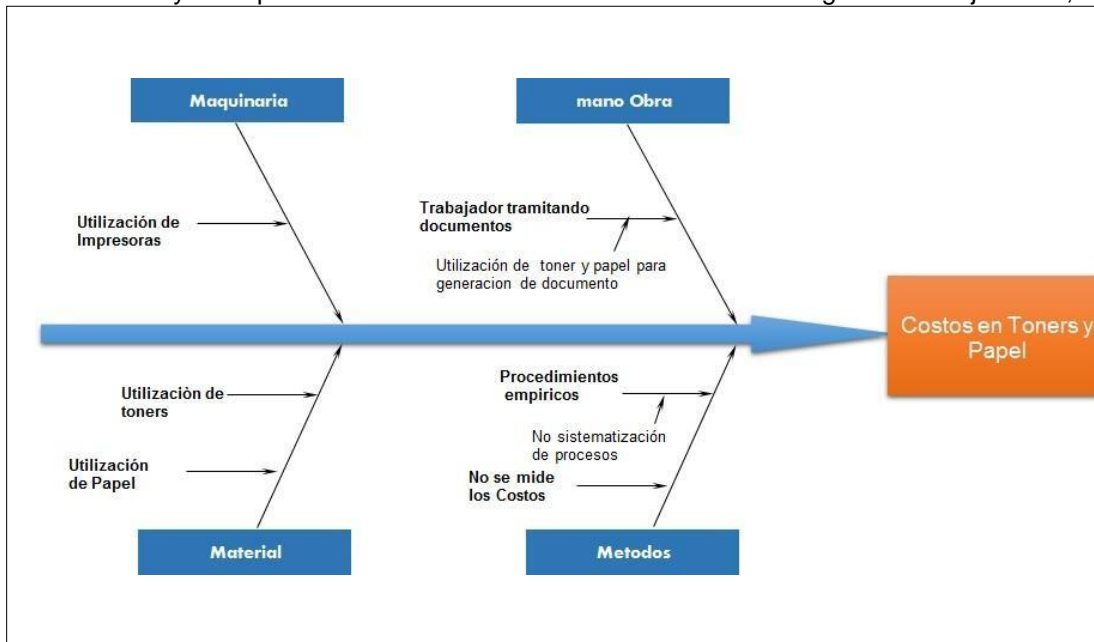 Maquinaria
mano Obra
Utilización de
Impresoras
Trabajador tramitando
documentos
Utilización de toner y papel para
generacion de documento
Costos en Toners y
Papel
Utilizaciòn de
toners
Utilización
de Papel
Procedimientos
empiricos
No sistematización
de procesos
No se mide
los Costos
Material
Metodos